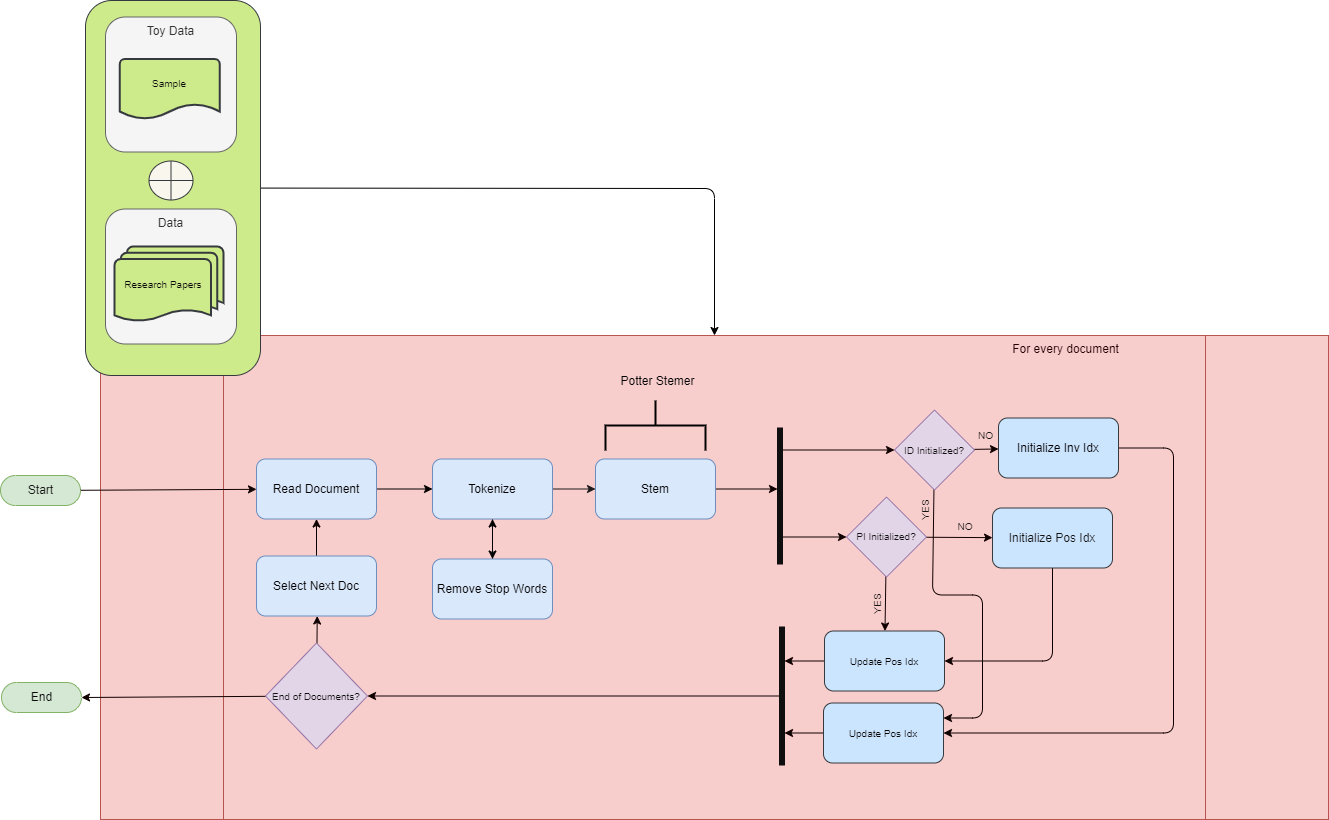 Toy Data
Sample
Data
Research Papers
For every document
Potter Stemer
ID Initialized?
NO
Initialize Inv Idx
Start
Read Document
Tokenize
Stem
YES
PI Initialized?
NO
Initialize Pos Idx
Select Next Doc
Remove Stop Words
YES
Update Pos Idx
End
End of Documents?
Update Pos Idx